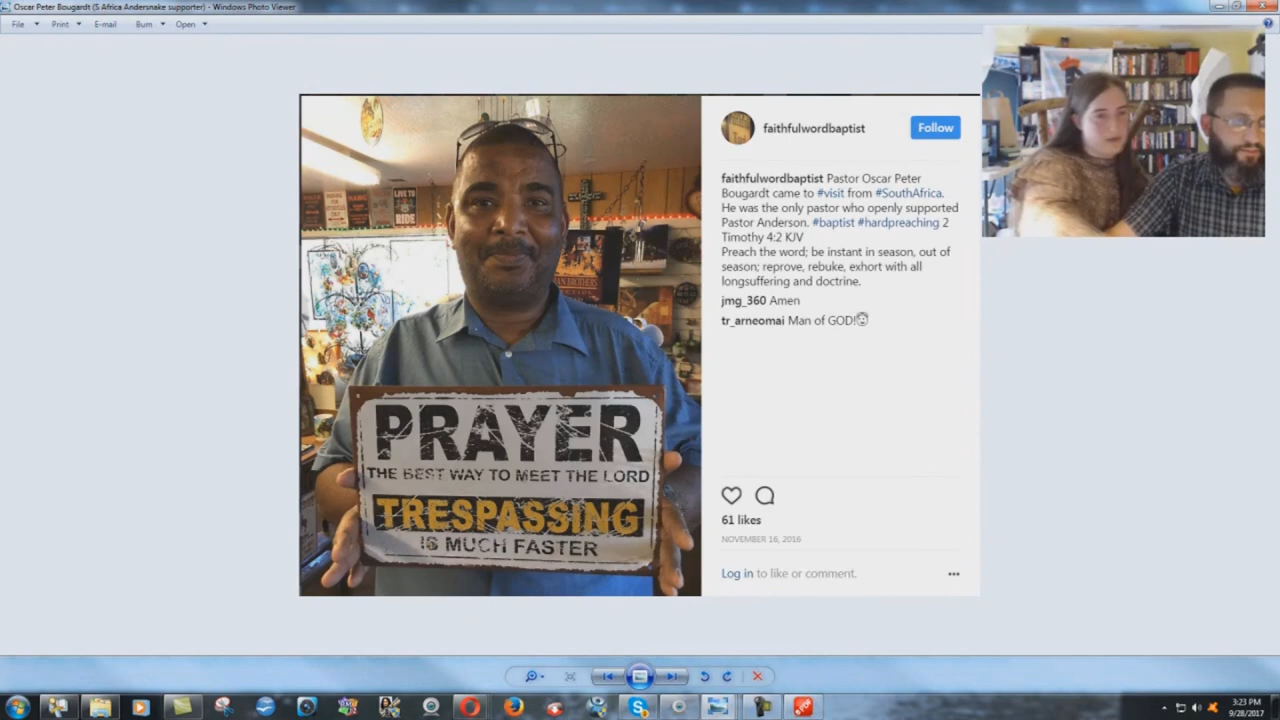 Oscar Peter Bougardt (S Africa Andersnake supporter) - Windows Photo Viewer
File Print E-mail Burn Open
faithfulwordbaptist
Follow
faithfulwordbaptist Pastor Oscar Peter
Bougardt came to #visit from #SouthAfrica.
He was the only pastor who openly supported
Pastor Anderson. #baptist #hardpreaching 2
Timothy 4:2 KJV
Preach the word; be instant in season, out of
season; reprove, rebuke, exhort with all
longsuffering and doctrine.
jmg_360 Amen
tr_arneomai Man of GOD!
LIVE TO
RIDE
PRAYER
THE BEST WAY TO MEET THE LORD
TRESPASSING
IS MUCH FASTER
61 likes
NOVEMBER 16, 2016
Log in to like or comment.
3:23 PM
9/28/2017